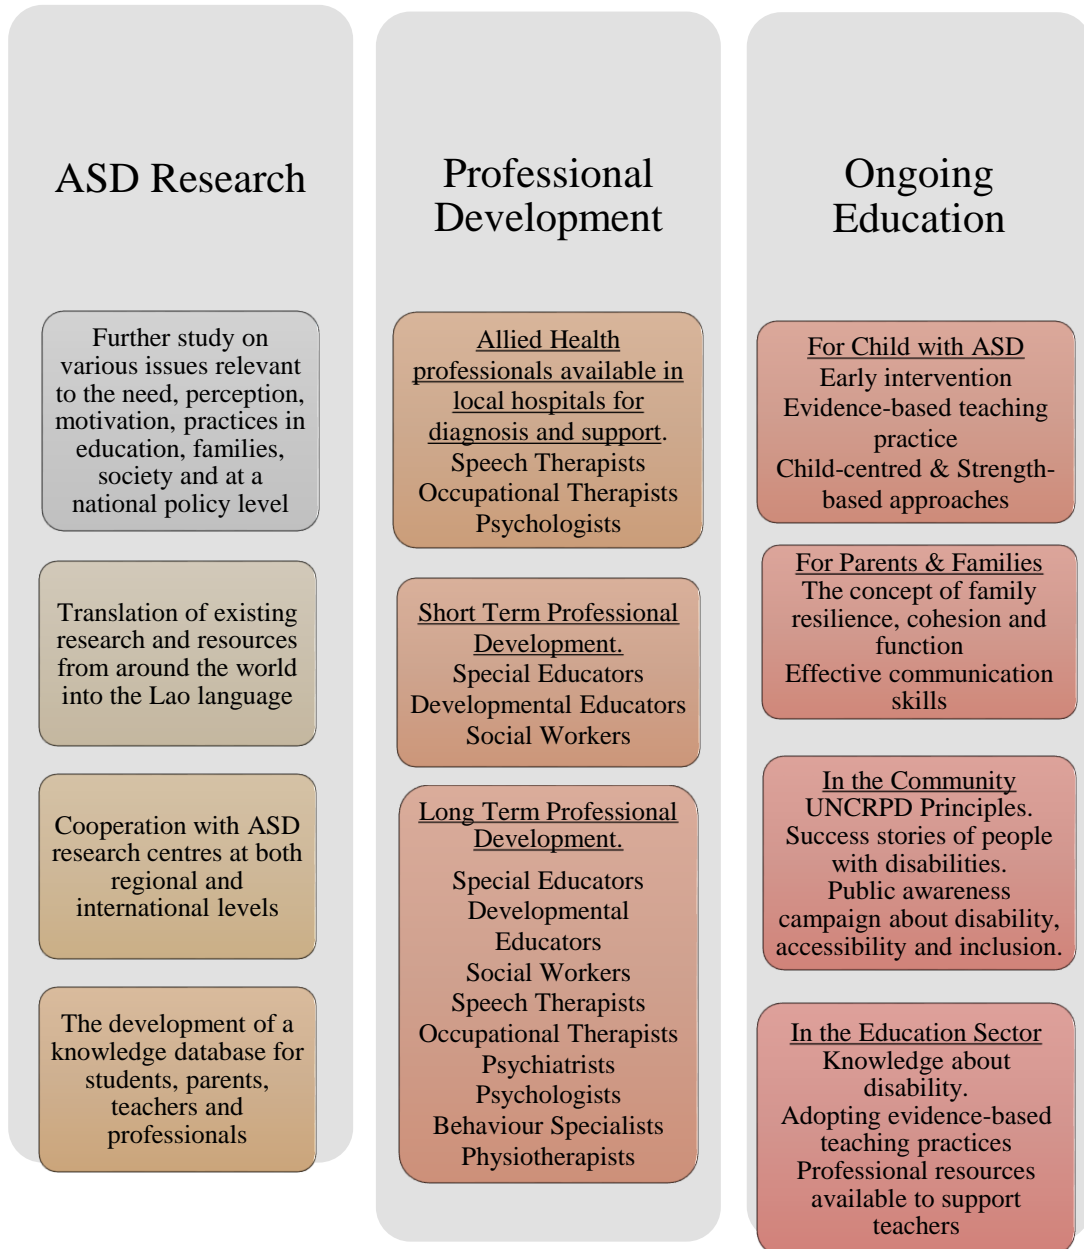 ASD Research
Further study on
various issues relevant
to the need, perception,
motivation, practices in
education, families,
society and at a
national policy level
Translation of existing
research and resources
from around the world
into the Lao language
Cooperation with ASD
research centres at both
regional and
international levels
The development of a
knowledge database for
students, parents,
teachers and
professionals
Professional
Development
Allied Health
professionals available in
local hospitals for
diagnosis and support.
Speech Therapists
Occupational Therapists
Psychologists
Short Term Professional
Development.
Special Educators
Developmental Educators
Social Workers
Long Term Professional
Development.
Special Educators
Developmental
Educators
Social Workers
Speech Therapists
Occupational Therapists
Psychiatrists
Psychologists
Behaviour Specialists
Physiotherapists
Ongoing
Education
For Child with ASD
Early intervention
Evidence-based teaching
practice
Child-centred & Strength-
based approaches
For Parents & Families
The concept of family
resilience, cohesion and
function
Effective communication
skills
In the Community
UNCRPD Principles.
Success stories of people
with disabilities.
Public awareness
campaign about disability,
accessibility and inclusion.
In the Education Sector
Knowledge about
disability.
Adopting evidence-based
teaching practices
Professional resources
available to support
teachers